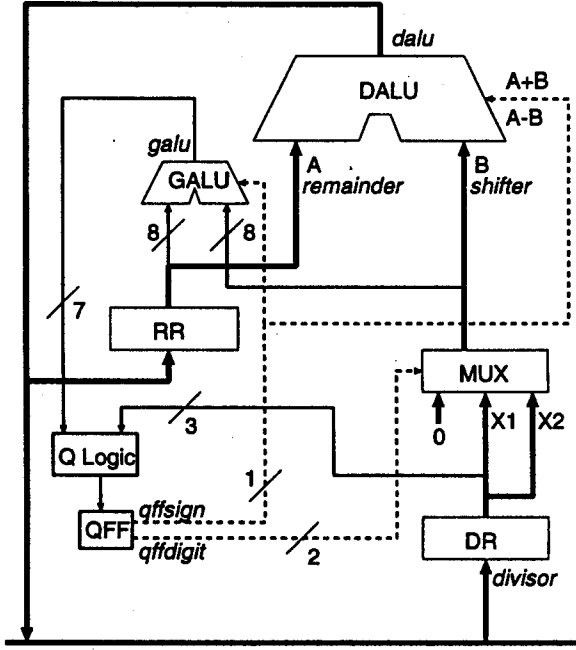 dalu
DALU
A+B
A-B
galu
GALU
A
remainder
B
shifter
8
8
7
RR
MUX
0
X1
X2
3
Q Logic
1
QFF
qffsign
qffdigit
2
DR
divisor